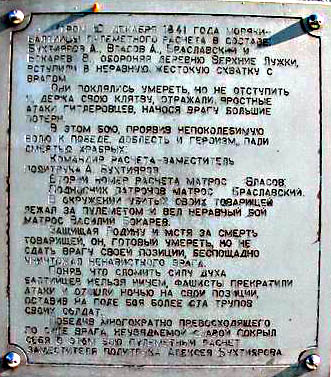 Утром 10 декабря 1941 года моряки-
балтийцы пулеметного расчета в составе
Бухтиярова А., Власов А., Браславский И
Бокарев В. обороняя деревню Верхние Лужки,
вступили в неравную, жестокую схватку с
врагом.
Они поклялись умереть, но не отступить
и держа свою клятву, отражали, яростные
атаки гитлеровцев, нанося врагу большие
потери.
В этом бою, проявив непоколебимую
волю к победе, доблесть и героизм, пали
смертью храбрых:
Командир расчета-заместитель
политрука А. Бухтияров
Второй номер расчета матрос Власов
Подносчик патронов матрос Браславский.
В окружении убитых своих товарищей
лежал за пулеметом и вел неравный бой
матрос Василий Бокарев.
Защищая Родину и мстя за смерть
товарищей, он, готовый умереть, но не
сдать врагу своей позиции, беспощадно
уничтожал ненавистного врага.
Поняв что сломить силу духа
балтийцев нельзя ничем, фашисты прекратили
атаки и отошли ночью на свои позиции,
оставив на поле боя более ста трупов
своих солдат.
Победив многократно превосходящего
по силе врага, неувядаемой славой покрыл
себя в этом бою пулеметный расчет
заместителя политрука Алексея Бухтиярова